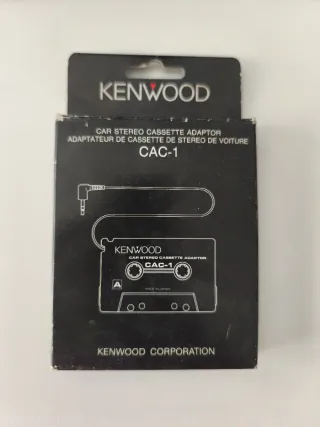 KENWOOD
CAR STEREO CASSETTE ADAPTOR
ADAPTATEUR DE CASSETTE DE STEREO DE VOITURE
CAC-1
KENWOOD
CAR STEREO CASSETTE ADAPTOR
CAC-1
A
KENWOOD CORPORATION